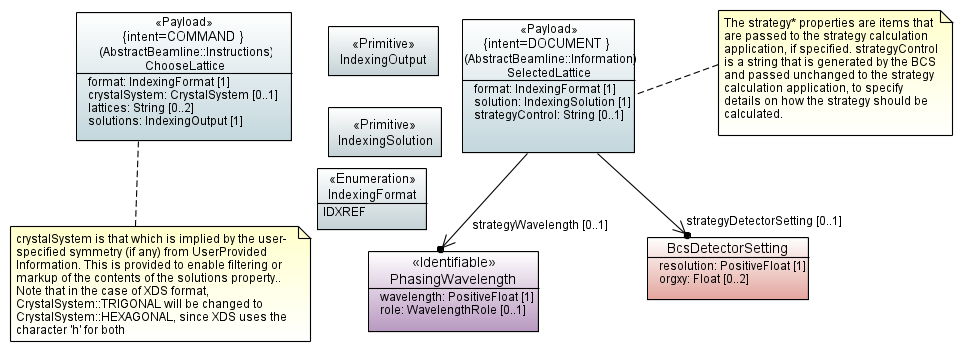 «Payload»
{intent=COMMAND }
(AbstractBeamline::Instructions)
ChooseLattice
format: IndexingFormat [1]
crystalSystem: CrystalSystem [0..1]
lattices: String [0..2]
solutions: IndexingOutput [1]
«Primitive»
IndexingOutput
«Primitive»
IndexingSolution
«Enumeration»
IndexingFormat
IDXREF
«Payload»
{intent=DOCUMENT }
(AbstractBeamline::Information)
SelectedLattice
format: IndexingFormat [1]
solution: IndexingSolution [1]
strategyControl: String [0..1]
The strategy* properties are items that
are passed to the strategy calculation
application, if specified. strategyControl
is a string that is generated by the BCS
and passed unchanged to the strategy
calculation application, to specify
details on how the strategy should be
calculated.
crystalSystem is that which is implied by the user-
specified symmetry (if any) from UserProvided
Information. This is provided to enable filtering or
markup of the contents of the solutions property..
Note that in the case of XDS format,
CrystalSystem::TRIGONAL will be changed to
CrystalSystem::HEXAGONAL, since XDS uses the
character 'h' for both
strategyWavelength [0..1]
strategyDetectorSetting [0..1]
«Identifiable»
PhasingWavelength
wavelength: PositiveFloat [1]
role: WavelengthRole [0..1]
BcsDetectorSetting
resolution: PositiveFloat [1]
orgxy: Float [0..2]